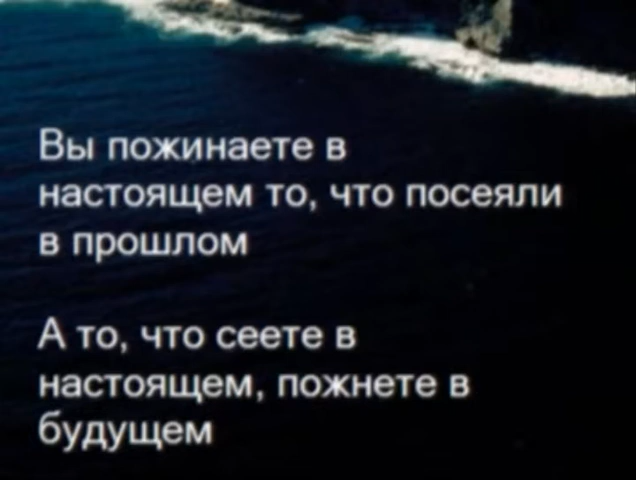 Вы пожинаете в
настоящем то, что посеяли
в прошлом
А то, что сеете в
настоящем, пожнете в
будущем